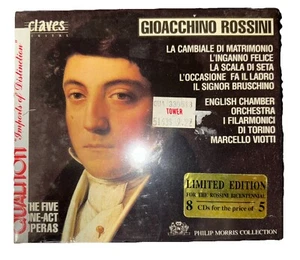 claves
GIOACCHINO ROSSINI
LA CAMBIALE DI MATRIMONIO
L'INGANNO FELICE
LA SCALA DI SETA
L'OCCASIONE FA IL LADRO
IL SIGNOR BRUSCHINO
TOWER
ENGLISH CHAMBER
ORCHESTRA
I FILARMONICI
DI TORINO
MARCELLO VIOTTI
QUALITON
"Imports of Distinction"
THE FIVE
ONE-ACT
OPERAS
LIMITED EDITION
FOR THE ROSSINI BICENTENNIAL
8 CDs for the price of 5
PHILIP MORRIS COLLECTION